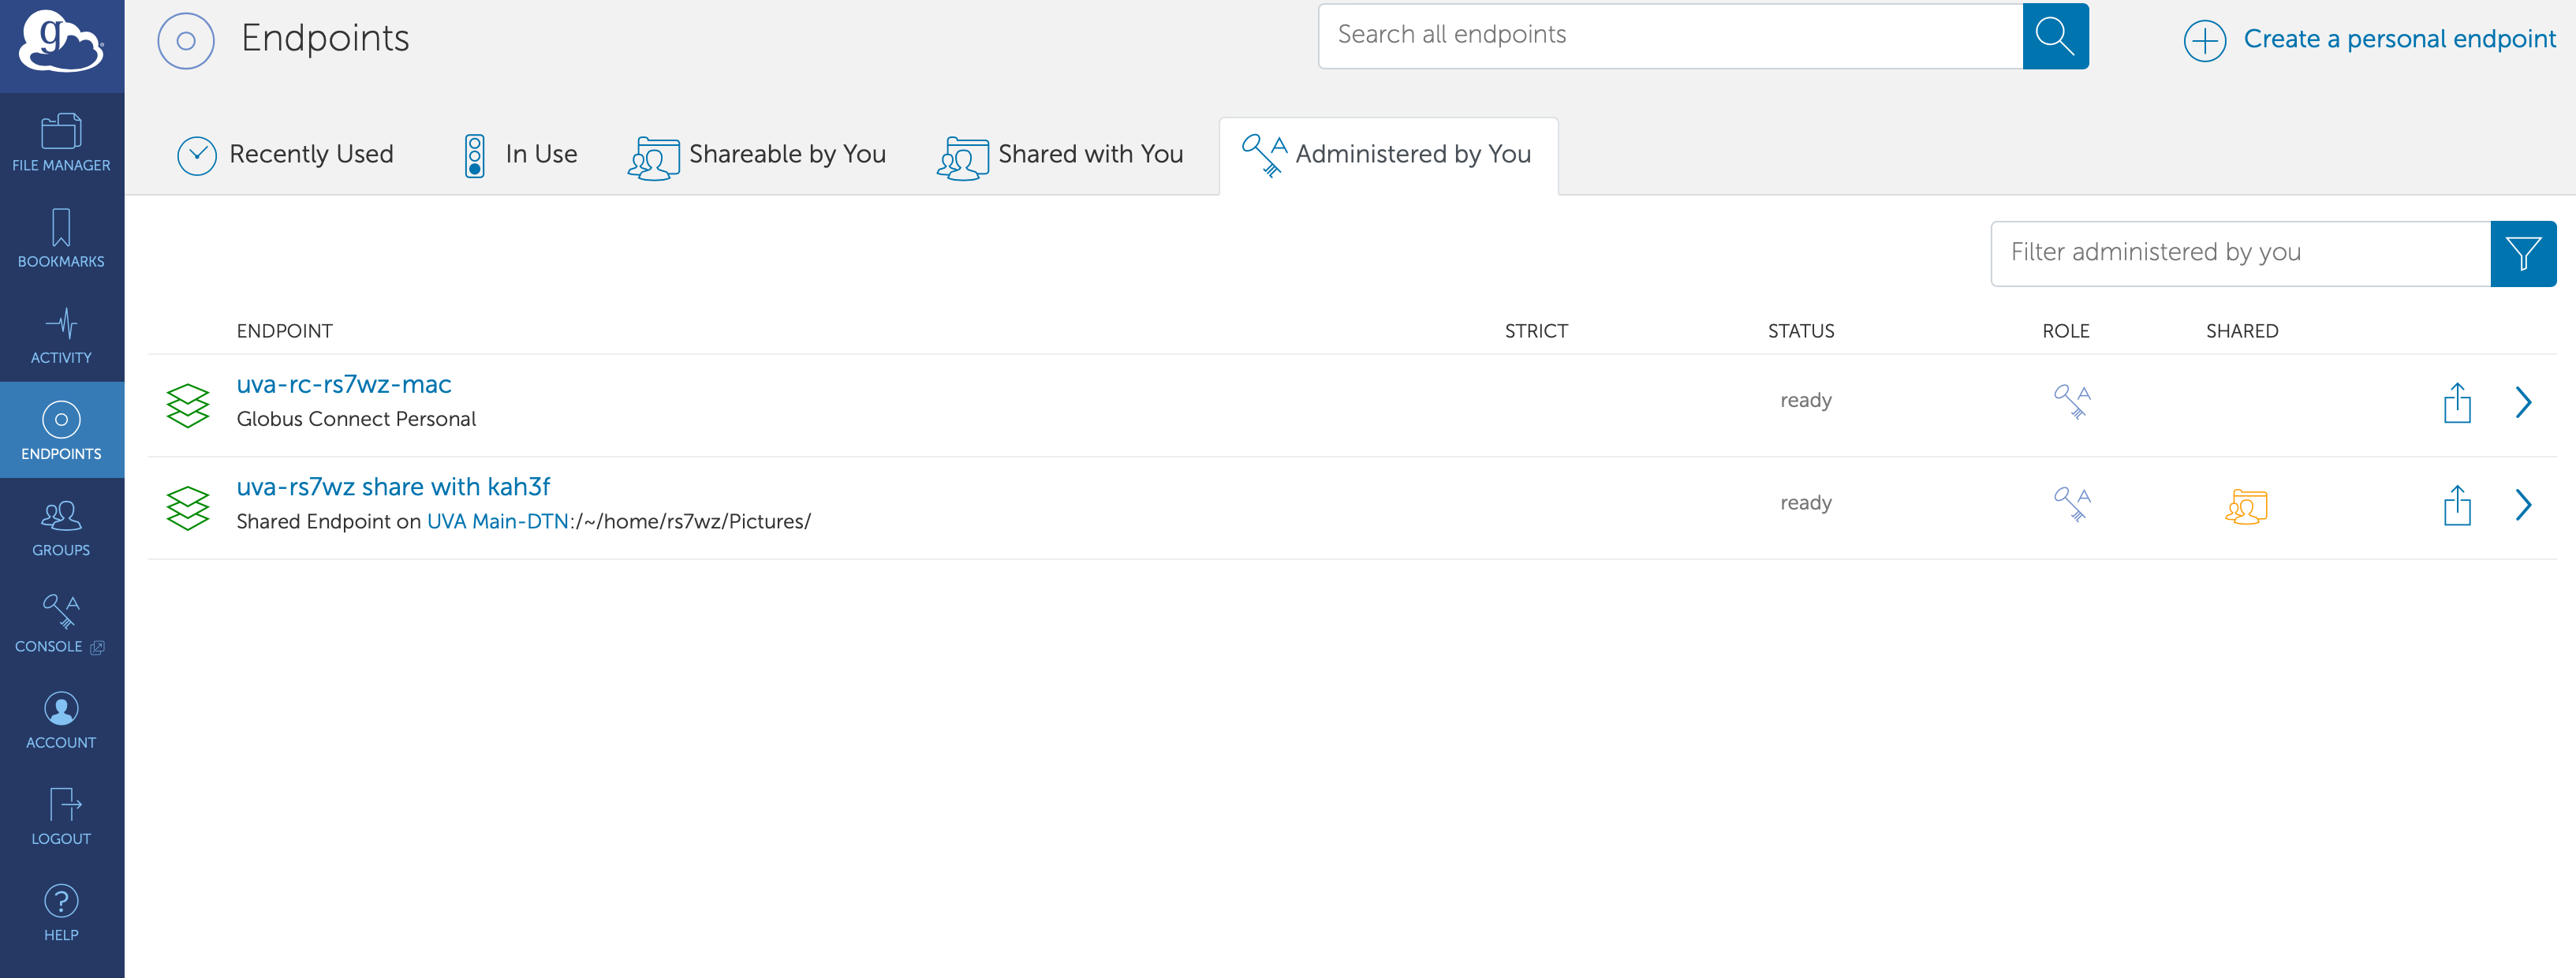 g
Endpoints
Search all endpoints
Create a personal endpoint
Recently Used
In Use
Shareable by You
Shared with You
A
Administered by You
FILE MANAGER
BOOKMARKS
ACTIVITY
ENDPOINTS
GROUPS
A
CONSOLE
ACCOUNT
LOGOUT
?
HELP
Filter administered by you
ENDPOINT STRICT STATUS ROLE SHARED
uva-rc-rs7wz-mac
Globus Connect Personal
ready
A
uva-rs7wz share with kah3f
Shared Endpoint on UVA Main-DTN:/~/home/rs7wz/Pictures/
ready
A